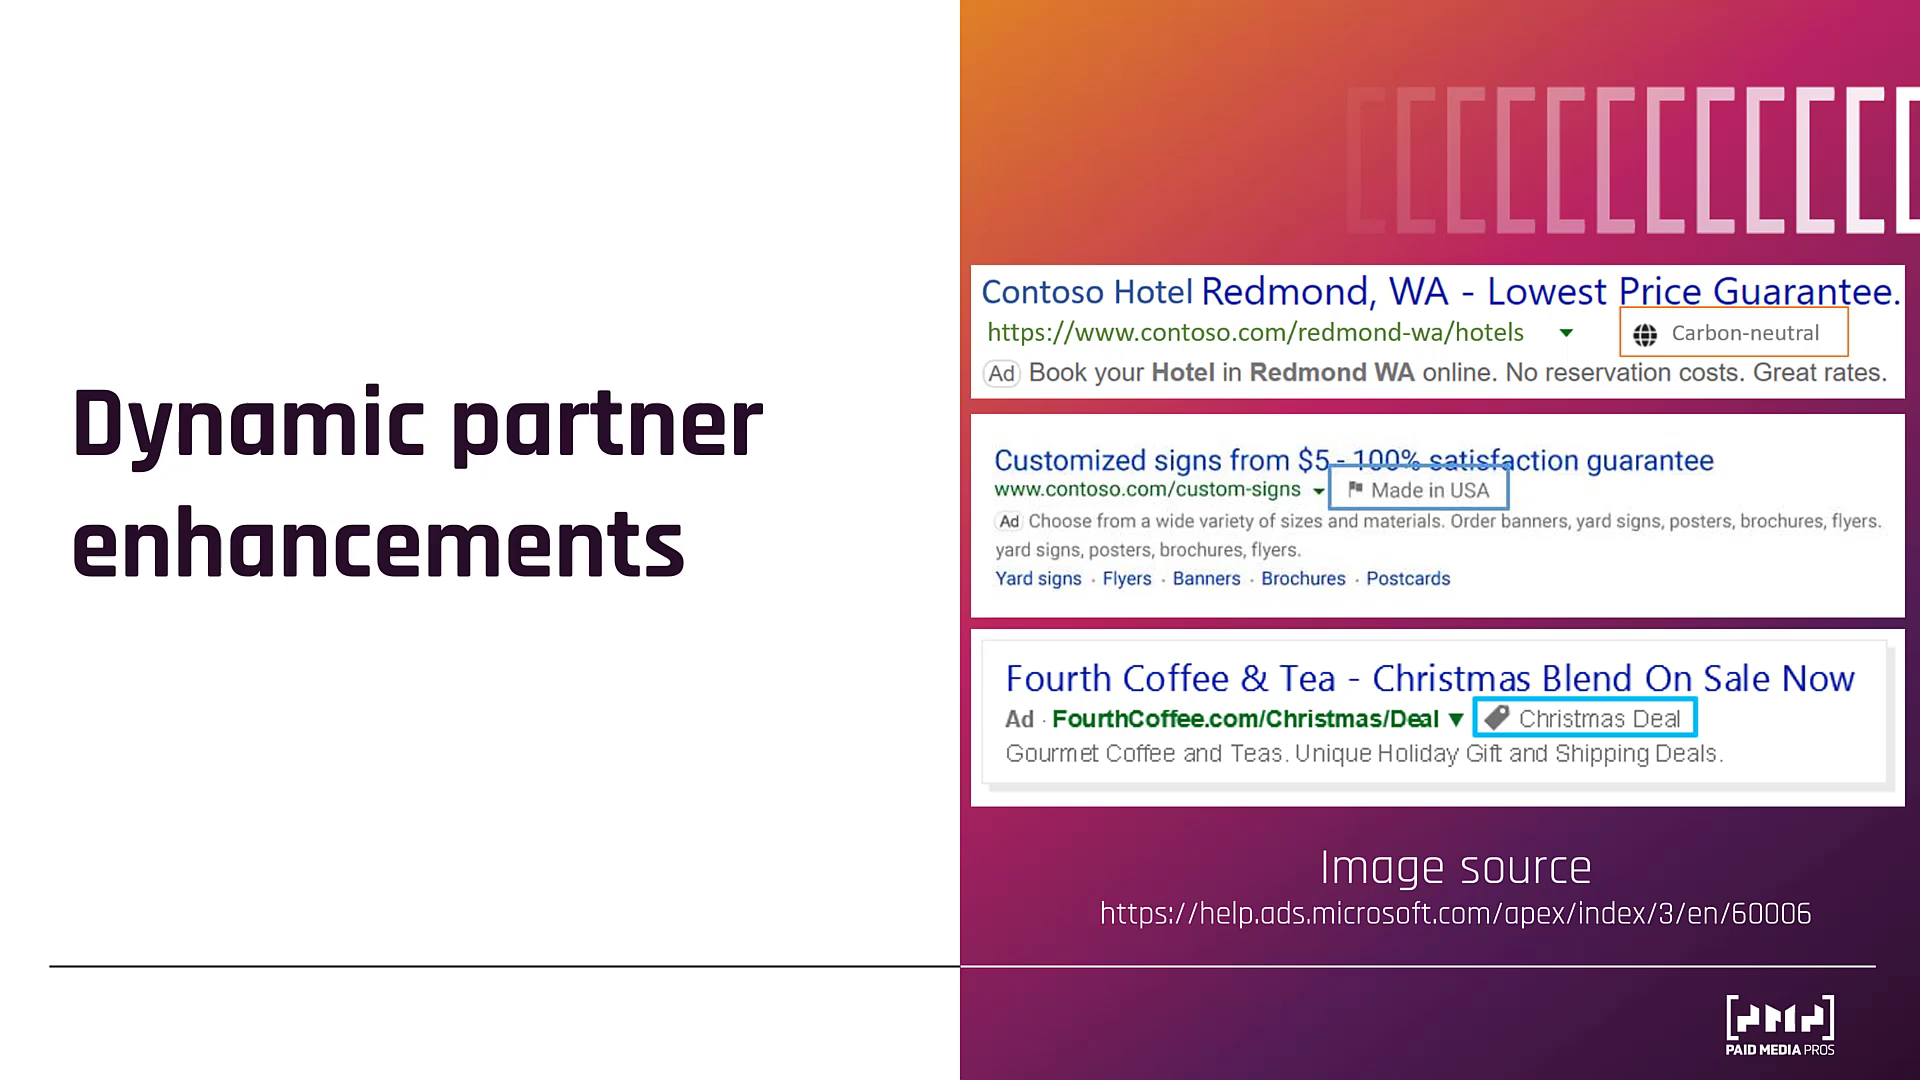 Dynamic partner
enhancements
Contoso Hotel Redmond, WA - Lowest Price Guarantee.
https://www.contoso.com/redmond-wa/hotels Carbon-neutral
Ad Book your Hotel in Redmond WA online. No reservation costs. Great rates.
Customized signs from $5 - 100% satisfaction guarantee
www.contoso.com/custom-signs Made in USA
Ad Choose from a wide variety of sizes and materials. Order banners, yard signs, posters, brochures, flyers.
yard signs, posters, brochures, flyers.
Yard signs · Flyers · Banners · Brochures · Postcards
Fourth Coffee & Tea - Christmas Blend On Sale Now
Ad · FourthCoffee.com/Christmas/Deal Christmas Deal
Gourmet Coffee and Teas. Unique Holiday Gift and Shipping Deals.
Image source
https://help.ads.microsoft.com/apex/index/3/en/60006
[PMP]
PAID MEDIA PROS